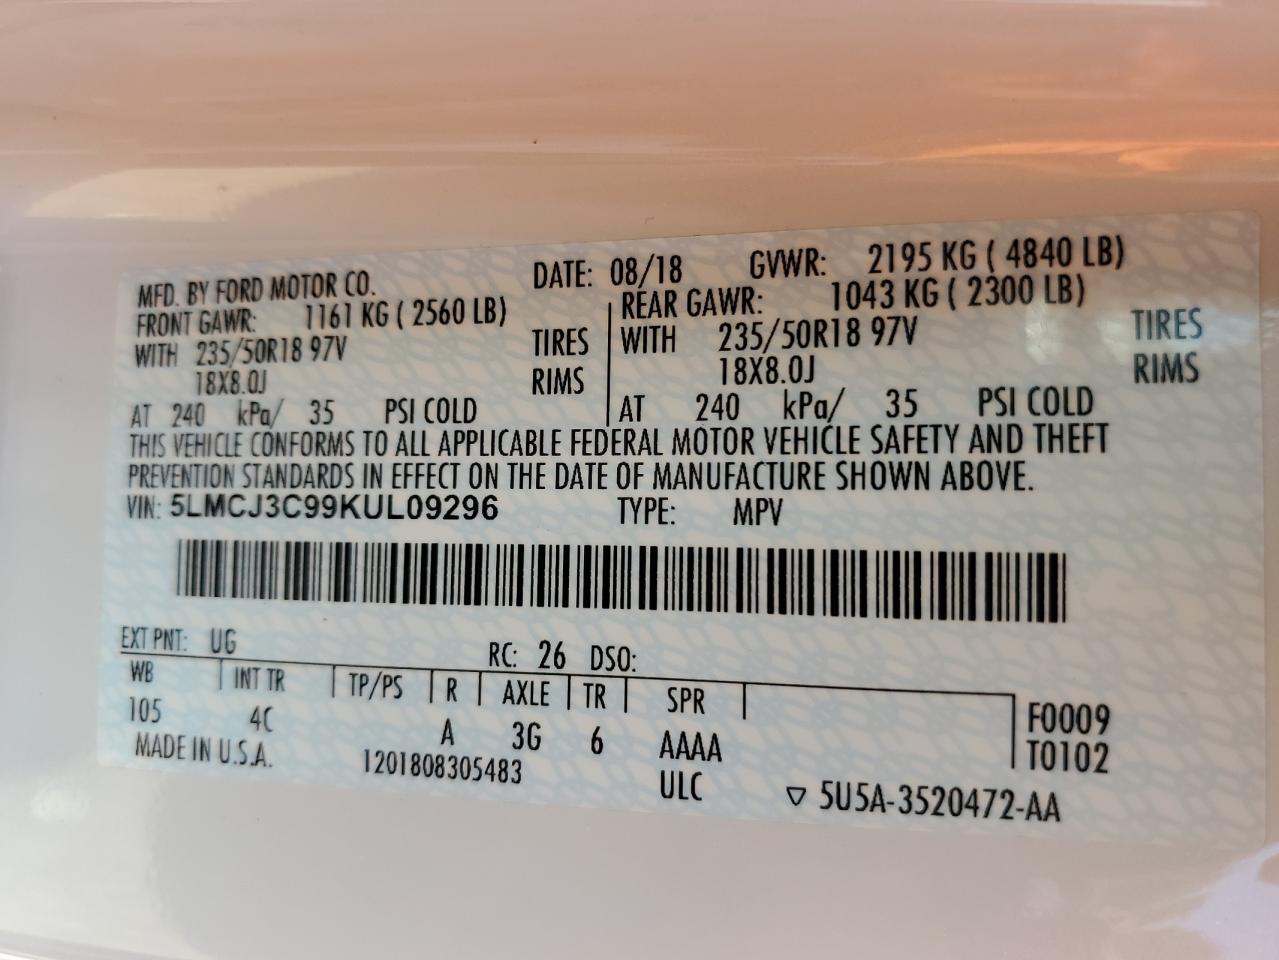 MFD. BY FORD MOTOR CO. DATE: 08/18 GVWR: 2195 KG ( 4840 LB)
FRONT GAWR: 1161 KG ( 2560 LB) REAR GAWR: 1043 KG ( 2300 LB)
WITH 235/50R18 97V TIRES WITH 235/50R18 97V TIRES
18X8.0J RIMS 18X8.0J RIMS
AT 240 kPa/ 35 PSI COLD AT 240 kPa/ 35 PSI COLD
THIS VEHICLE CONFORMS TO ALL APPLICABLE FEDERAL MOTOR VEHICLE SAFETY AND THEFT
PREVENTION STANDARDS IN EFFECT ON THE DATE OF MANUFACTURE SHOWN ABOVE.
VIN: 5LMCJ3C99KUL09296 TYPE: MPV
EXT PNT: UG RC: 26 DSO:
WB INT TR TP/PS R AXLE TR SPR F0009
105 4C A 3G 6 AAAA T0102
MADE IN U.S.A. 1201808305483 ULC ▽ 5U5A-3520472-AA